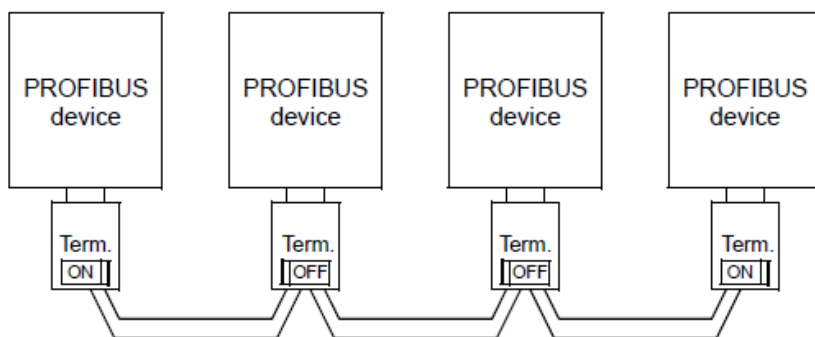 PROFIBUS
device
PROFIBUS
device
PROFIBUS
device
PROFIBUS
device
Term.
ON
Term.
OFF
Term.
OFF
Term.
ON